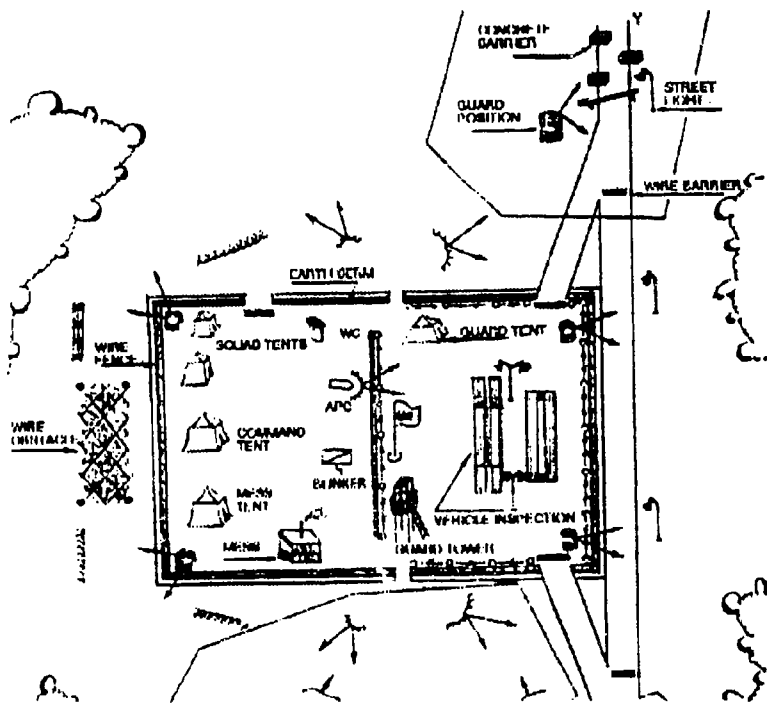 CONCRETE
BARRIER
STREET
LIGHT
GUARD
POSITION
WIRE BARRIER
EARTH BERM
SQUAD TENTS
WC
GUARD TENT
WIRE
FENCE
APC
WIRE
OBSTACLE
COMMAND
TENT
BUNKER
MESS
TENT
VEHICLE INSPECTION
MESS
GUARD TOWER